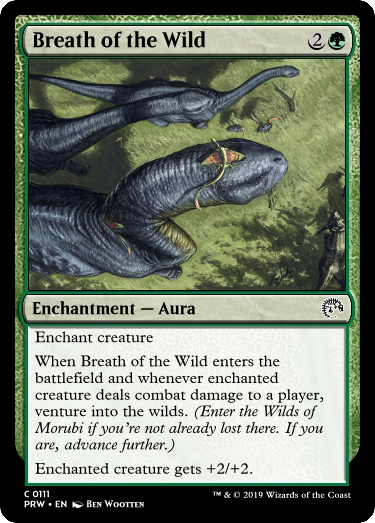 Breath of the Wild 2
Enchantment — Aura
Enchant creature
When Breath of the Wild enters the
battlefield and whenever enchanted
creature deals combat damage to a player,
venture into the wilds. (Enter the Wilds of
Morubi if you're not already lost there. If you
are, advance further.)
Enchanted creature gets +2/+2.
C 0111
PRW • EN Ben Wootten
™ & © 2019 Wizards of the Coast